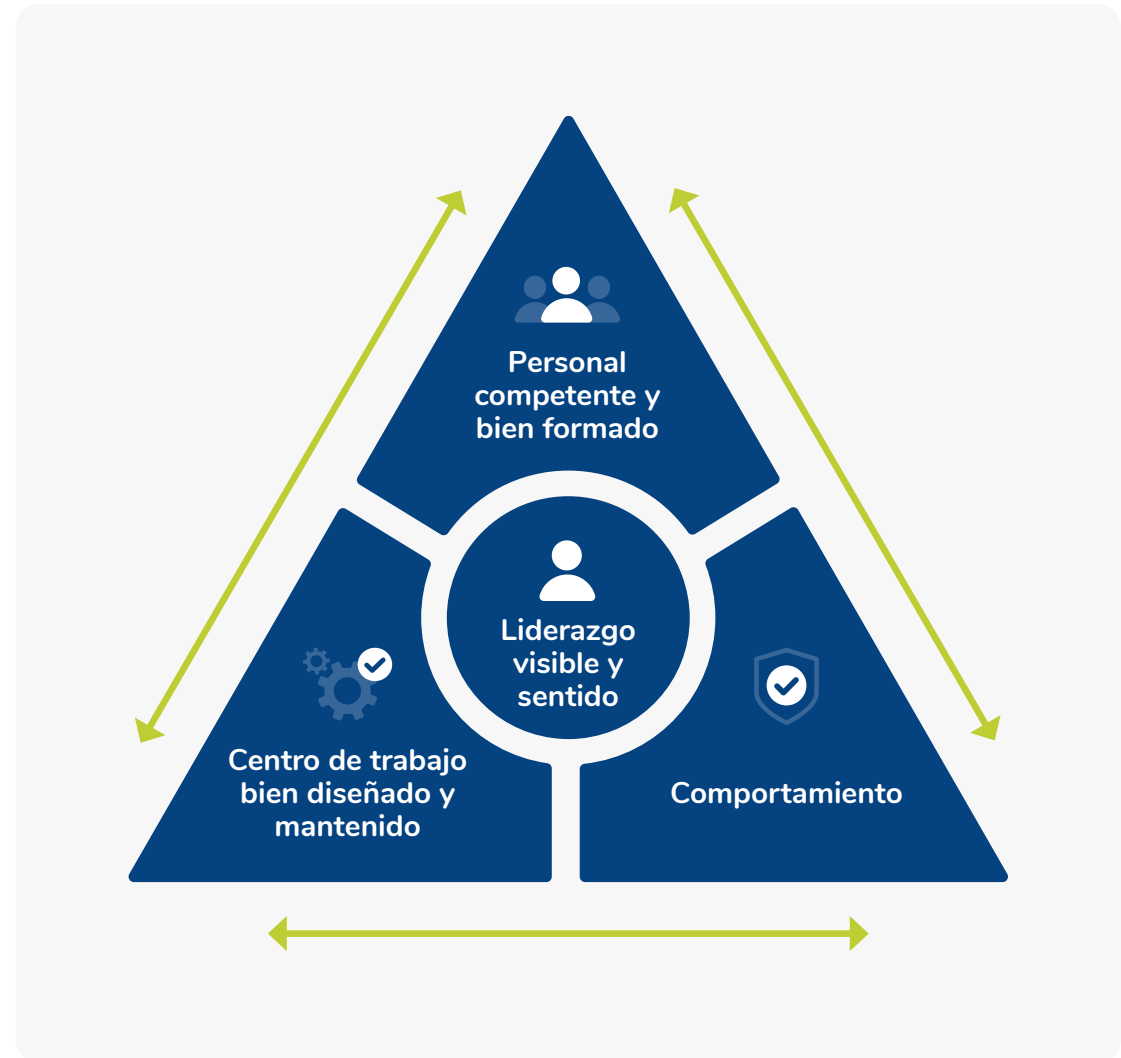 Personal
competente y
bien formado
Liderazgo
visible y
sentido
Centro de trabajo
bien diseñado y
mantenido
Comportamiento